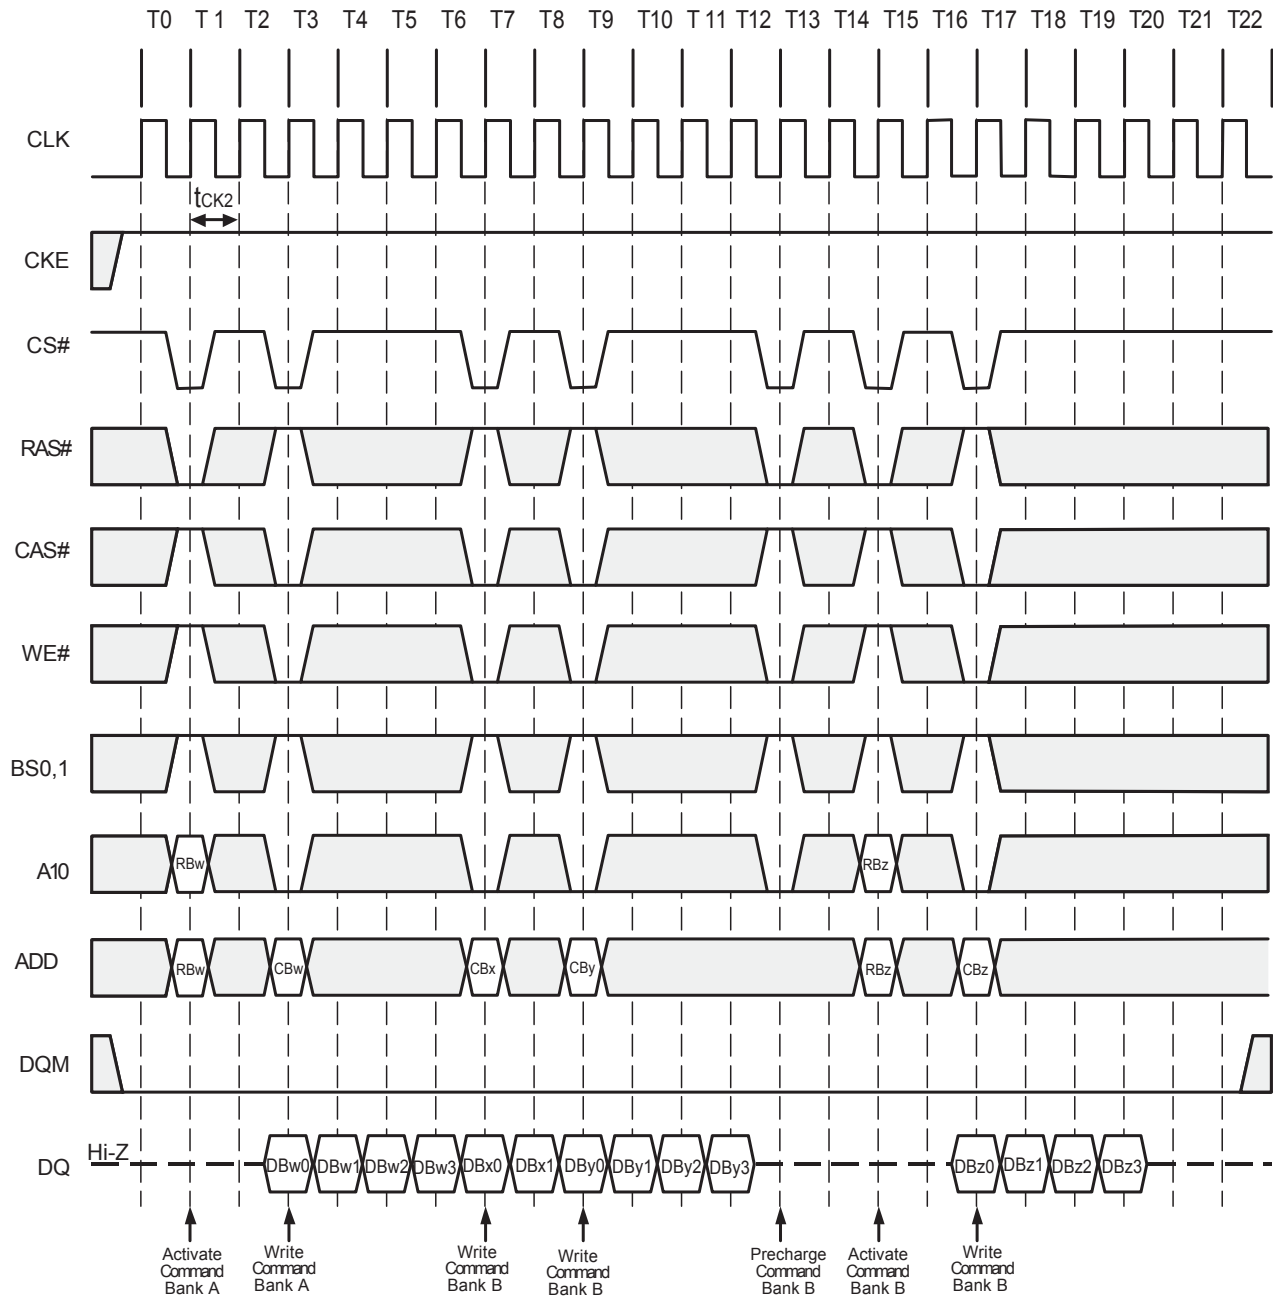 T0 T 1 T2 T3 T4 T5 T6 T7 T8 T9 T10 T 11 T12 T13 T14 T15 T16 T17 T18 T19 T20 T21 T22
CLK
tCK2
CKE
CS#
RAS#
CAS#
WE#
BS0,1
A10 RBw RBz
ADD RBw CBw CBx CBy RBz CBz
DQM
Hi-Z
DQ DBw0 DBw1 DBw2 DBw3 DBx0 DBx1 DBy0 DBy1 DBy2 DBy3 DBz0 DBz1 DBz2 DBz3
Activate
Command
Bank A
Write
Command
Bank A
Write
Command
Bank B
Write
Command
Bank B
Precharge
Command
Bank B
Activate
Command
Bank B
Write
Command
Bank B